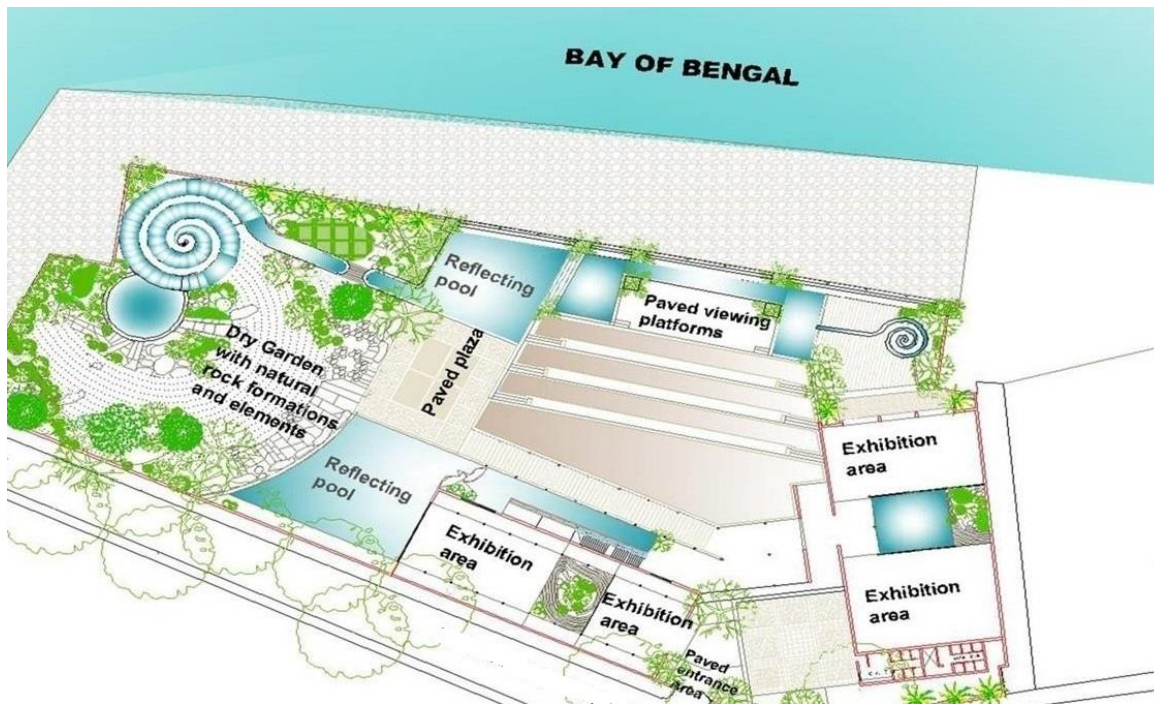 BAY OF BENGAL
Reflecting
pool
Paved viewing
platforms
Paved plaza
Dry Garden
with natural
rock formations
and elements
Reflecting
pool
Exhibition
area
Exhibition
area
Exhibition
area
Exhibition
area
Paved
entrance
area